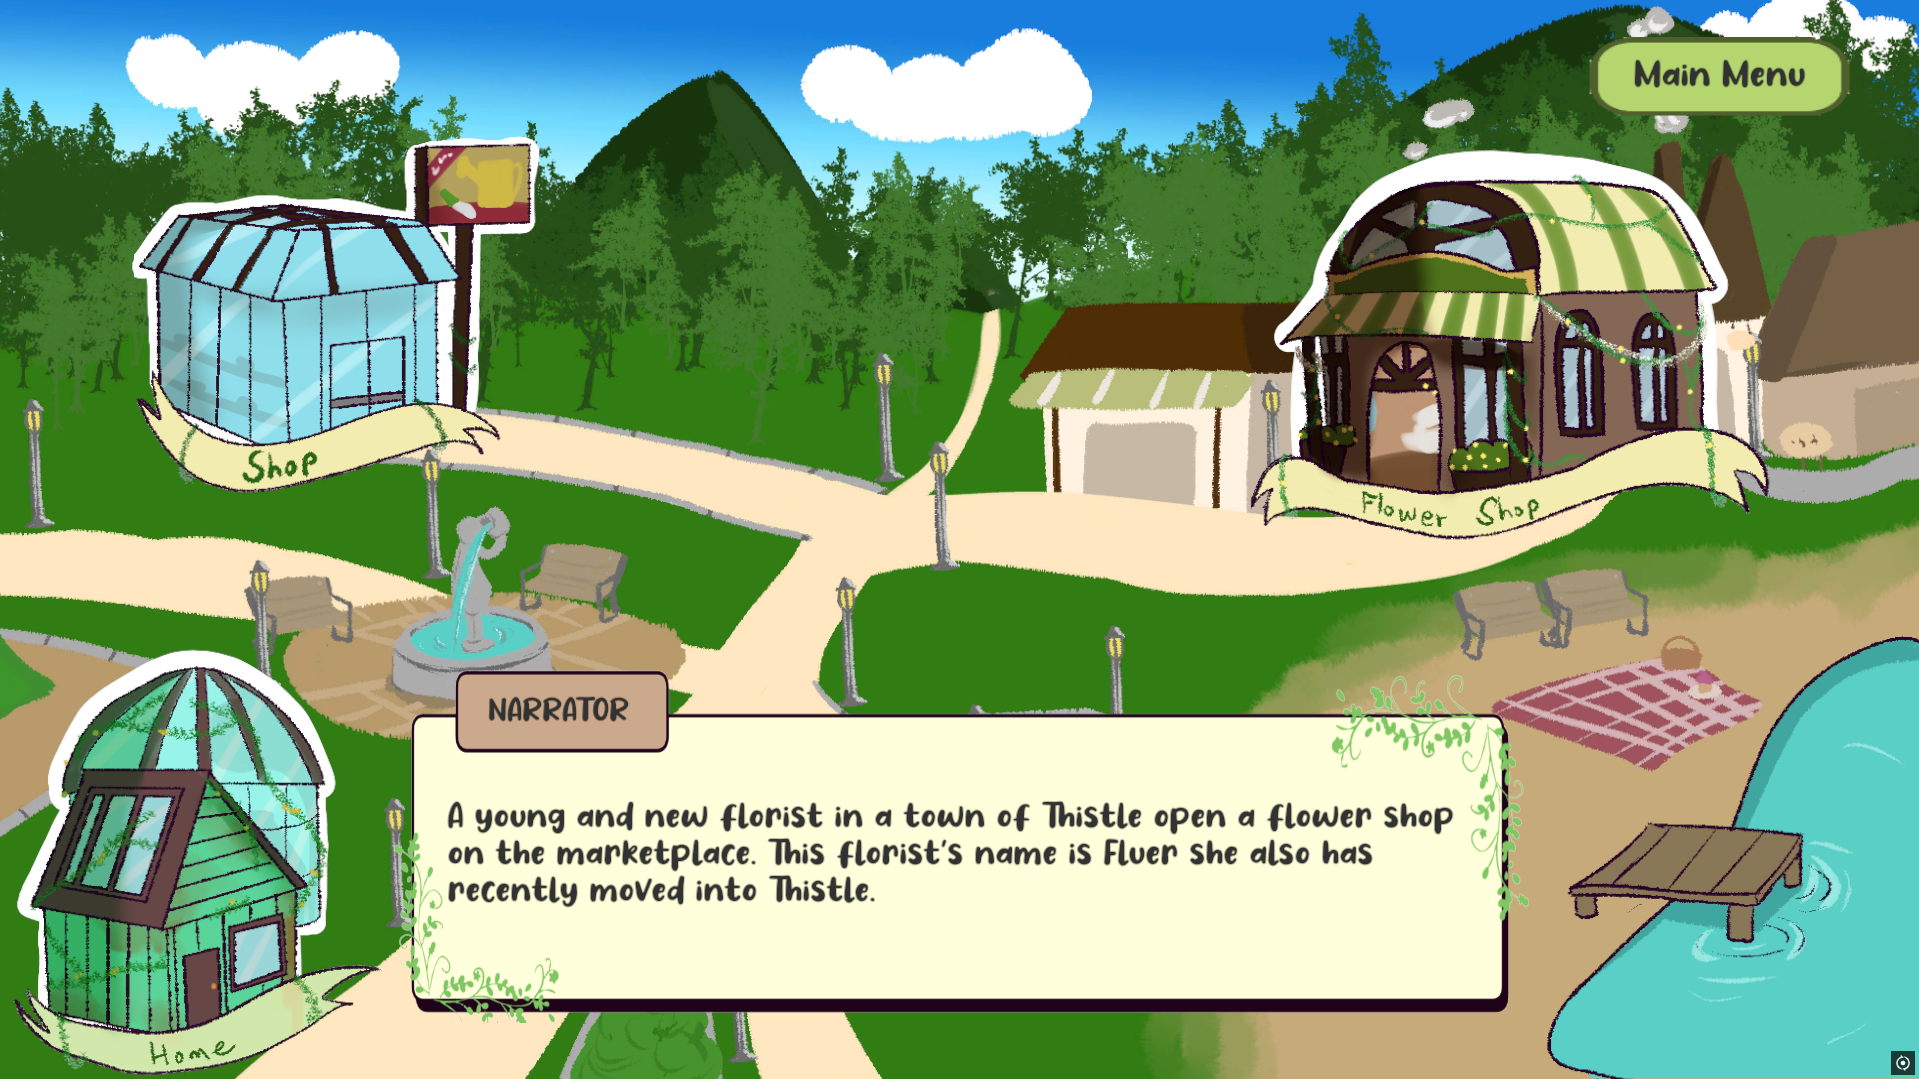 Main Menu
Shop
Flower Shop
NARRATOR
A young and new florist in a town of Thistle open a flower shop
on the marketplace. This florist's name is Fluer she also has
recently moved into Thistle.
Home